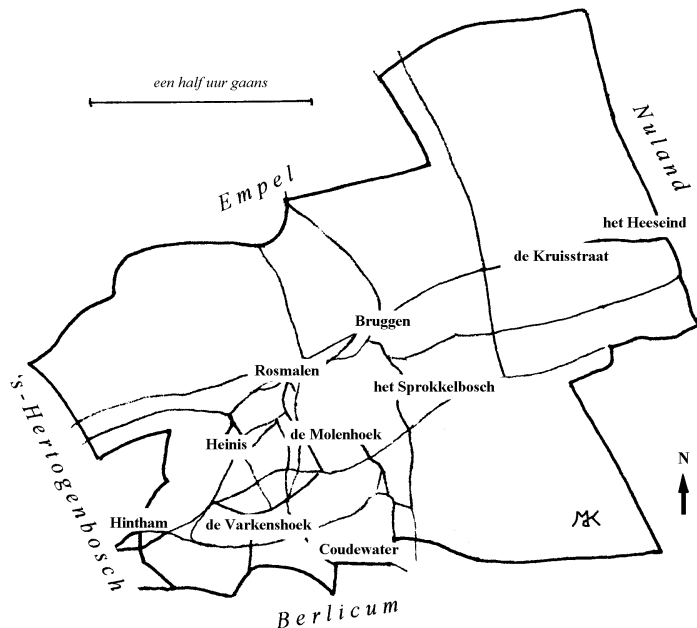 een half uur gaans
Nuland
Empel
het Heeseind
de Kruisstraat
Bruggen
Rosmalen
het Sprokkelbosch
's-Hertogenbosch
Heinis
de Molenhoek
N
Hintham
de Varkenshoek
MJK
Coudewater
Berlicum